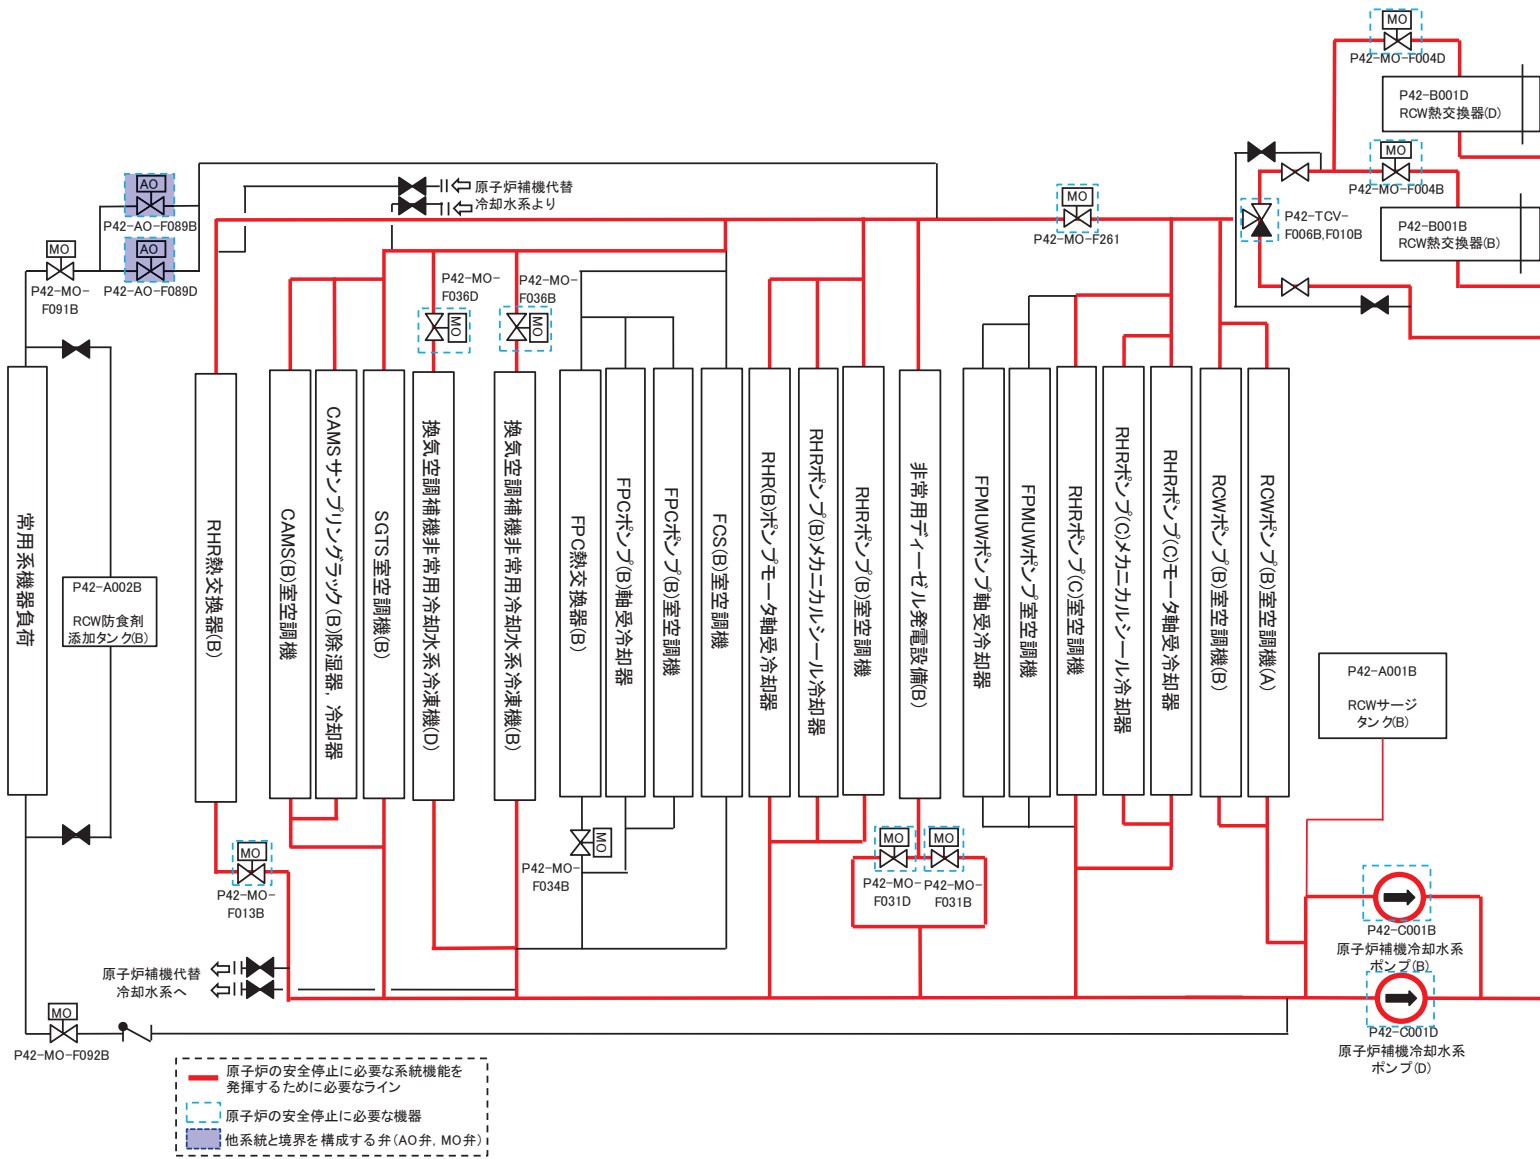 MO
P42-MO-F004D
P42-B001D
RCW熱交換器(D)
MO
P42-MO-F004B
P42-B001B
RCW熱交換器(B)
P42-TCV-
F006B,F010B
MO
P42-MO-F261
原子炉補機代替
冷却水系より
AO
P42-AO-F089B
AO
P42-AO-F089D
MO
P42-MO-
F091B
P42-MO-
F036D
MO
P42-MO-
F036B
MO
常用系機器負荷
P42-A002B
RCW防食剤
添加タンク(B)
RHR熱交換器(B)
CAMS(B)室空調機
CAMSサンプリングラック(B)除湿器, 冷却器
SGTS室空調機(B)
換気空調補機非常用冷却水系冷凍機(D)
換気空調補機非常用冷却水系冷凍機(B)
FPC熱交換器(B)
FPCポンプ(B)軸受冷却器
FPCポンプ(B)室空調機
FCS(B)室空調機
RHR(B)ポンプモータ軸受冷却器
RHRポンプ(B)メカニカルシール冷却器
RHRポンプ(B)室空調機
非常用ディーゼル発電設備(B)
FPMUWポンプ軸受冷却器
FPMUWポンプ室空調機
RHRポンプ(C)室空調機
RHRポンプ(C)メカニカルシール冷却器
RHRポンプ(C)モータ軸受冷却器
RCWポンプ(B)室空調機(B)
RCWポンプ(B)室空調機(A)
P42-A001B
RCWサージ
タンク(B)
MO
P42-MO-
F013B
MO
P42-MO-
F034B
MO
P42-MO-
F031D
MO
P42-MO-
F031B
P42-C001B
原子炉補機冷却水系
ポンプ(B)
P42-C001D
原子炉補機冷却水系
ポンプ(D)
原子炉補機代替
冷却水系へ
MO
P42-MO-F092B
原子炉の安全停止に必要な系統機能を
発揮するために必要なライン
原子炉の安全停止に必要な機器
他系統と境界を構成する弁(AO弁, MO弁)